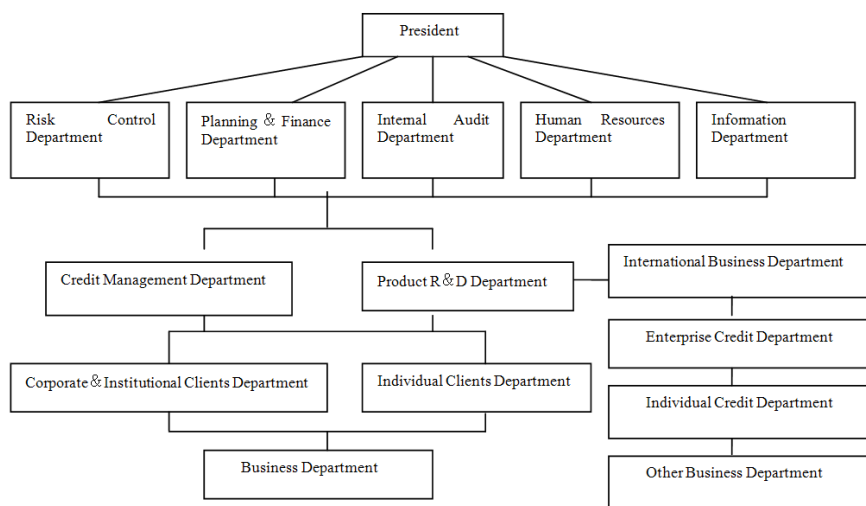 President
Risk Control
Department
Planning & Finance
Department
Internal Audit
Department
Human Resources
Department
Information
Department
Credit Management Department
Product R&D Department
International Business Department
Enterprise Credit Department
Corporate & Institutional Clients Department
Individual Clients Department
Individual Credit Department
Business Department
Other Business Department